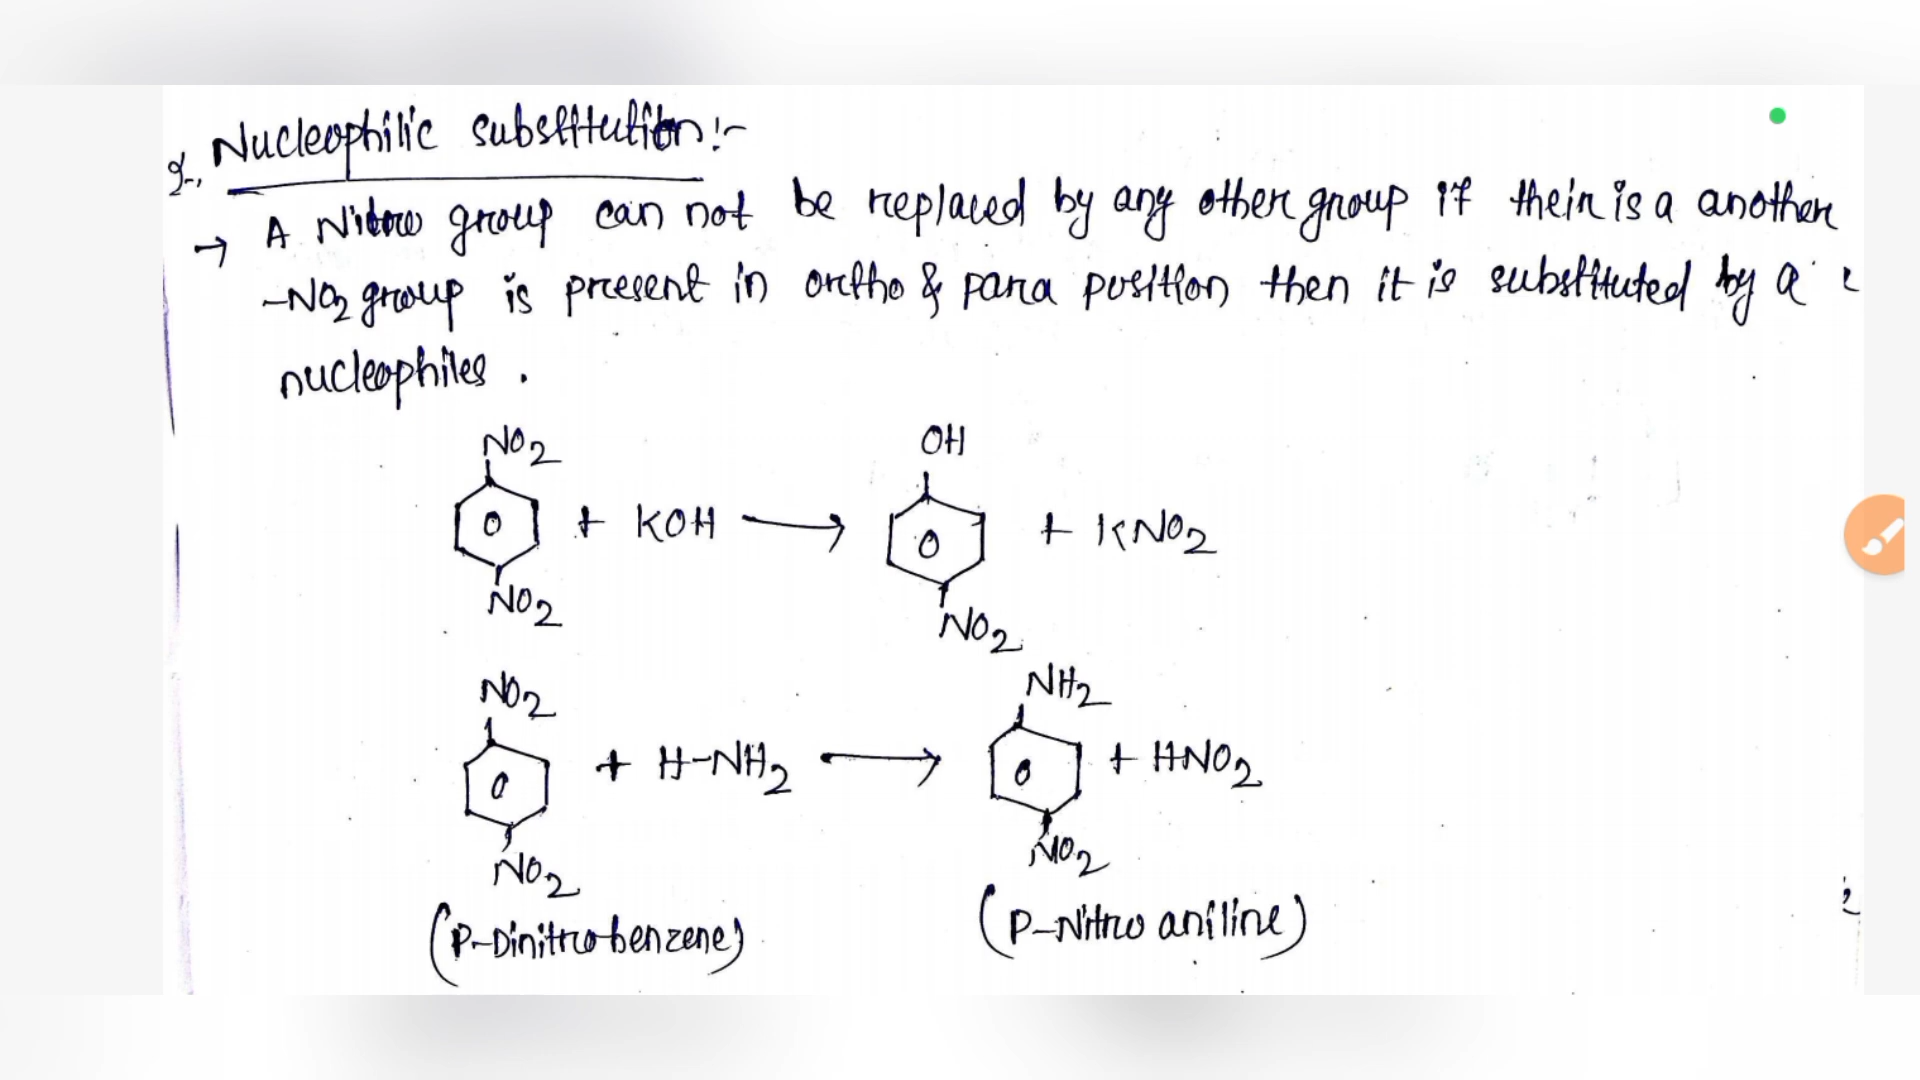 2., Nucleophilic substitution :-
→ A Nitro group can not be replaced by any other group if their is a another
-NO2 group is present in ortho & para position then it is substituted by a
nucleophiles .
NO2 OH
O + KOH → O + KNO2
NO2 NO2
NO2 NH2
O + H-NH2 → O + HNO2
NO2 NO2
(P-Dinitrobenzene) (P-Nitro aniline)